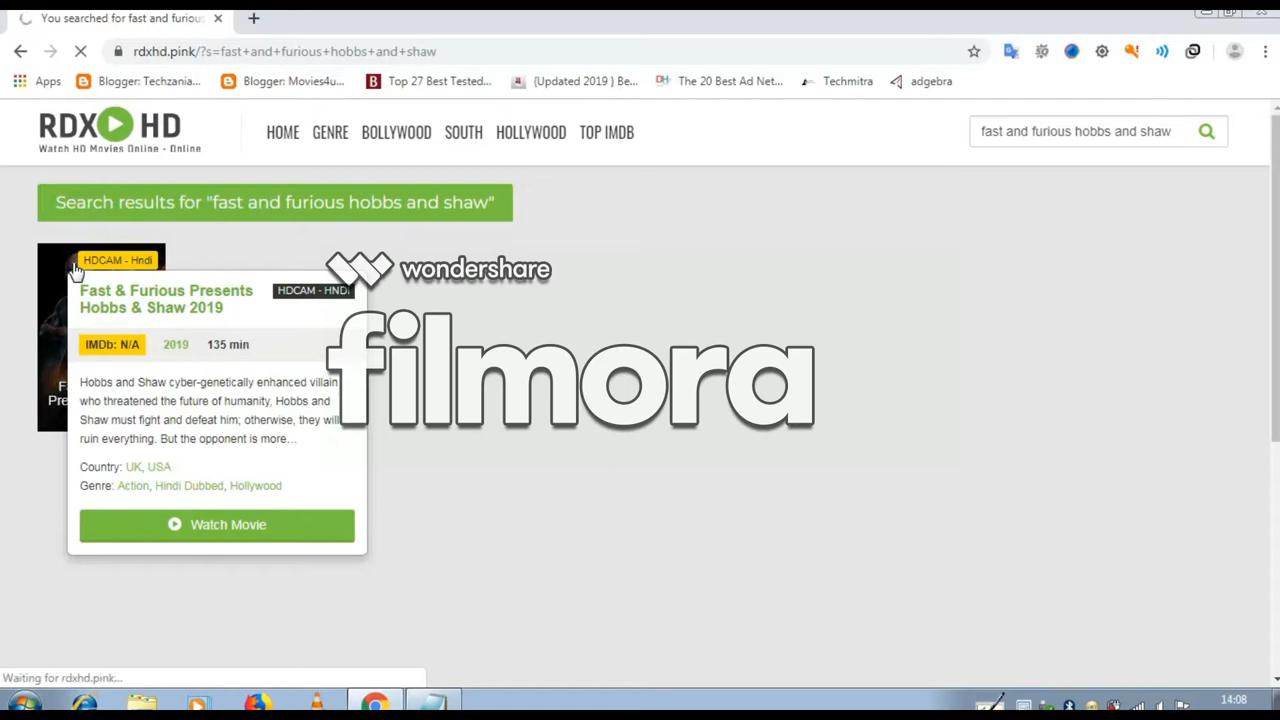 You searched for fast and furious
rdxhd.pink/?s=fast+and+furious+hobbs+and+shaw
Apps Blogger: Techzania... Blogger: Movies4u... Top 27 Best Tested... (Updated 2019 ) Be... The 20 Best Ad Net... Techmitra adgebra
RDX HD
Watch HD Movies Online - Online
HOME GENRE BOLLYWOOD SOUTH HOLLYWOOD TOP IMDB
fast and furious hobbs and shaw
Search results for "fast and furious hobbs and shaw"
HDCAM - Hndi
wondershare
filmora
Fast & Furious Presents
Hobbs & Shaw 2019
HDCAM - HNDI
IMDb: N/A 2019 135 min
Hobbs and Shaw cyber-genetically enhanced villain
who threatened the future of humanity, Hobbs and
Shaw must fight and defeat him; otherwise, they will
ruin everything. But the opponent is more...
Country: UK, USA
Genre: Action, Hindi Dubbed, Hollywood
Watch Movie
Waiting for rdxhd.pink...
14:08